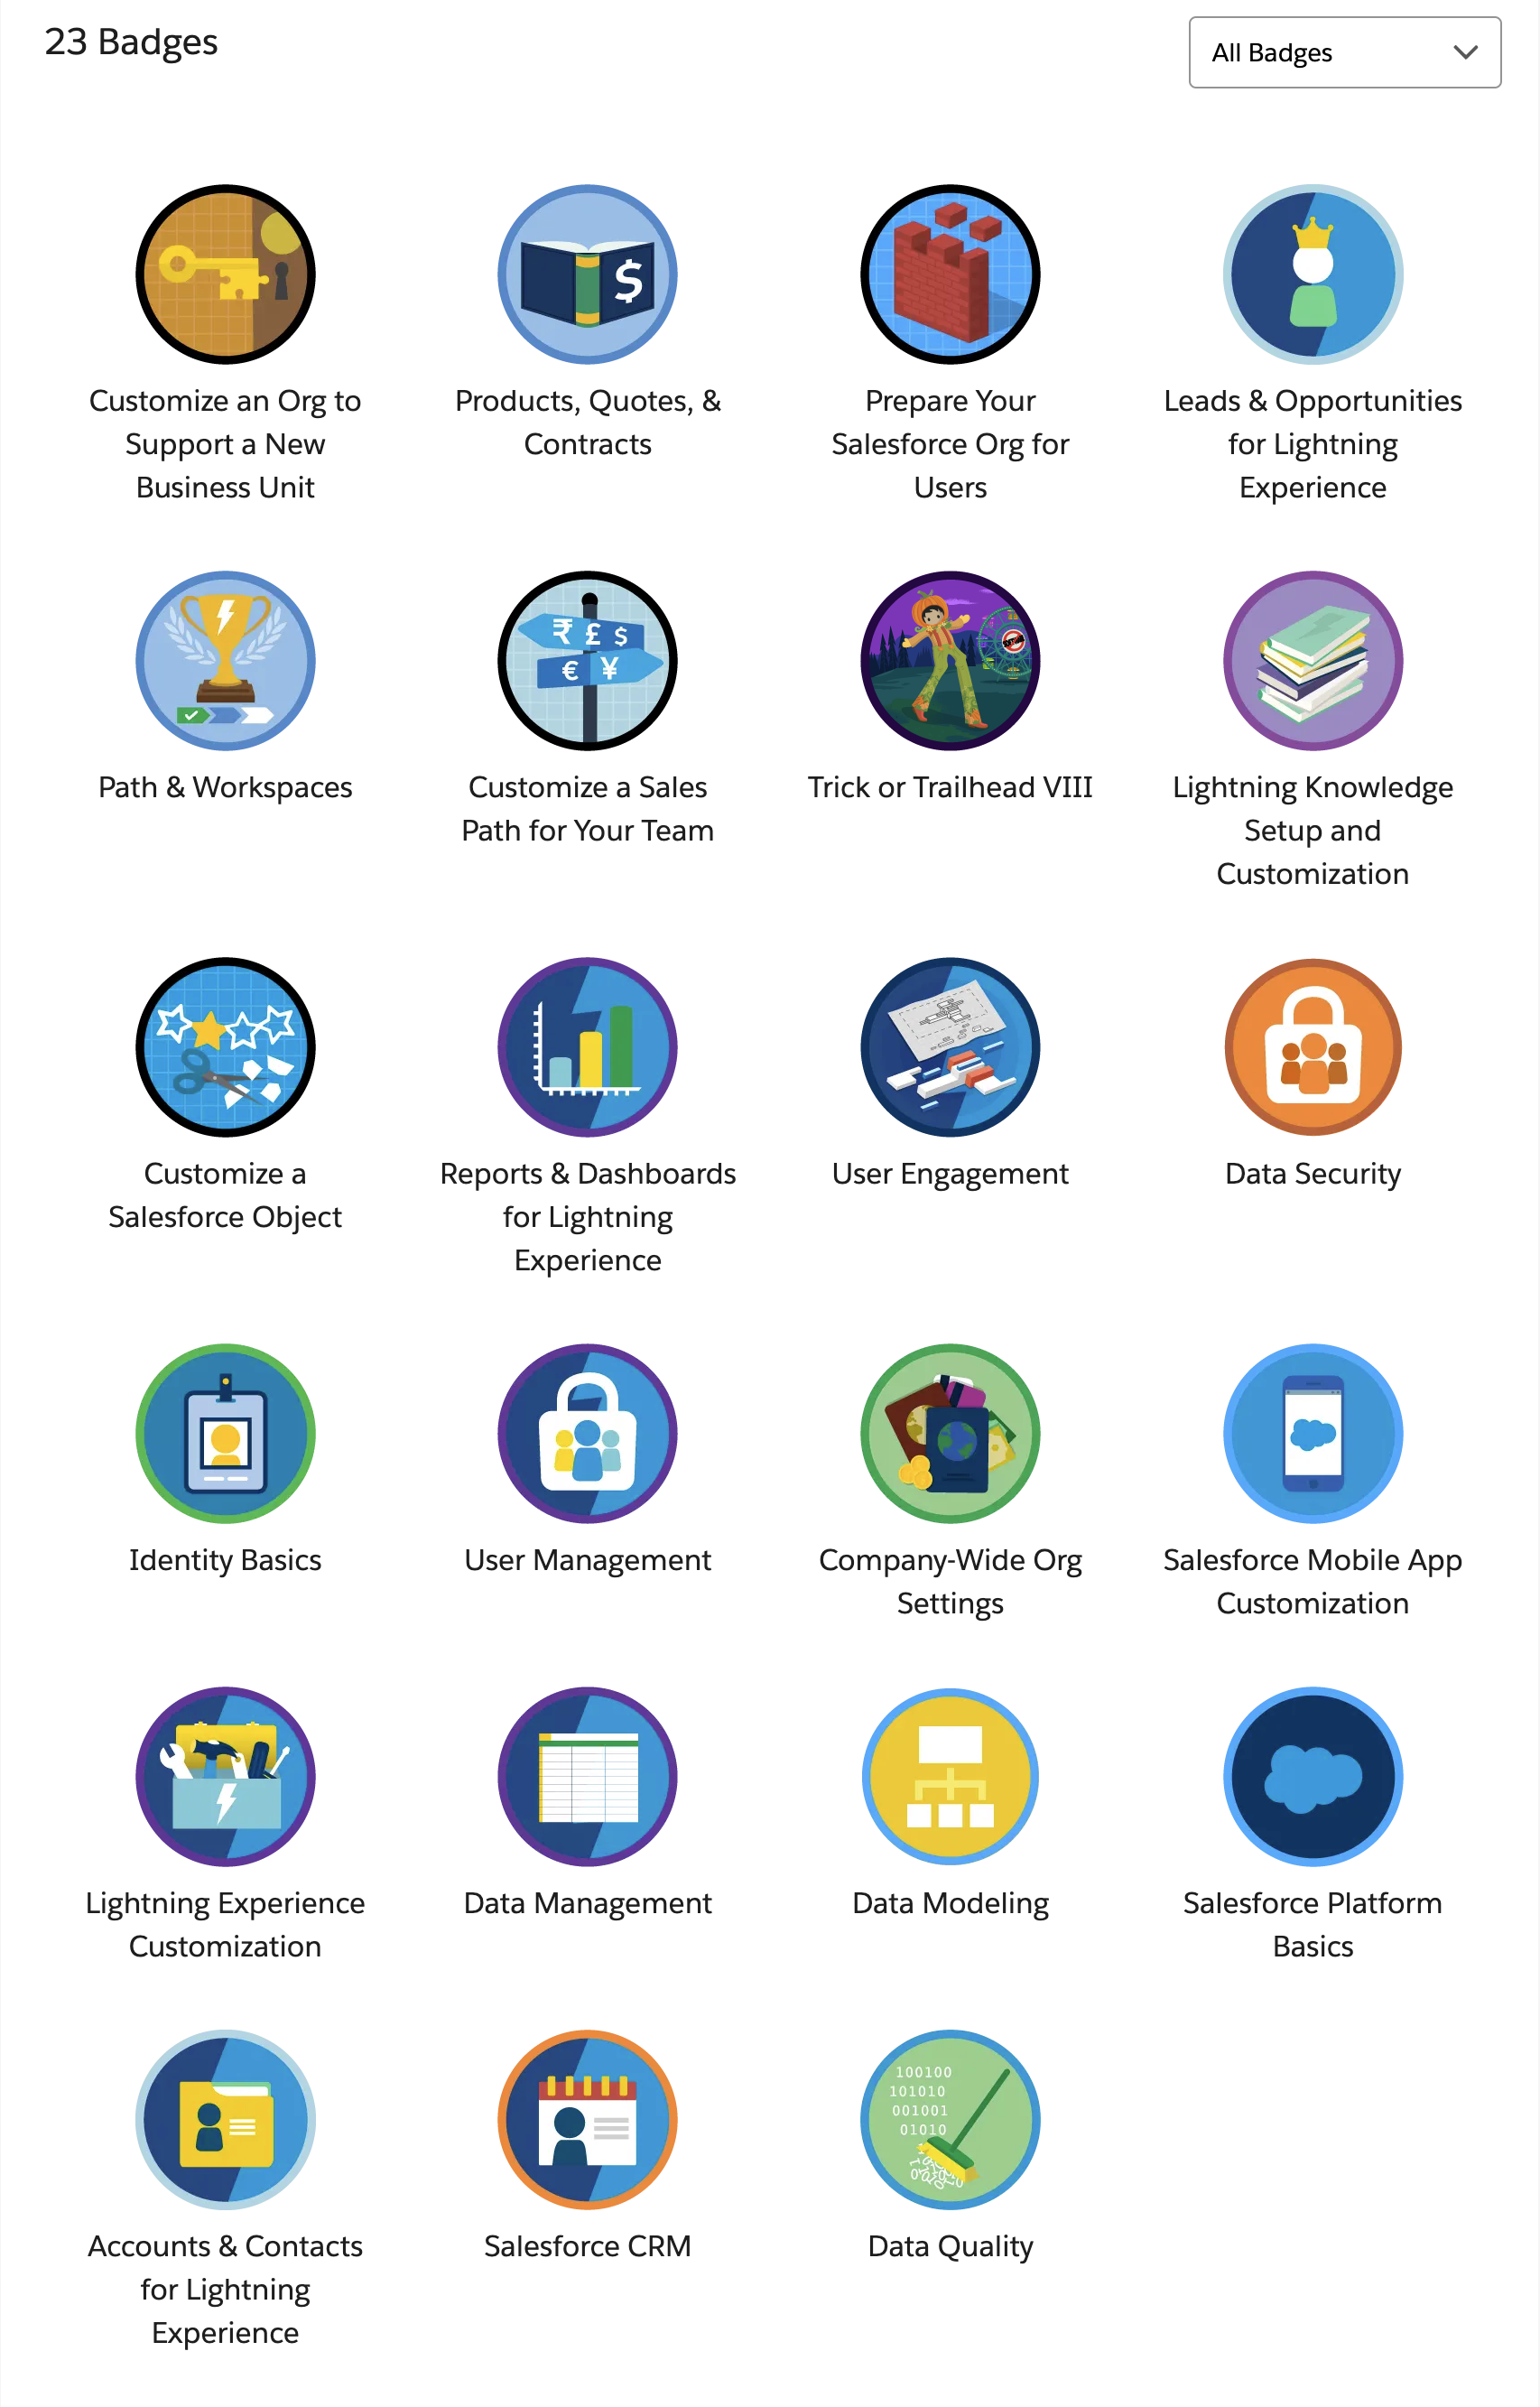 23 Badges
All Badges
$
Customize an Org to
Support a New
Business Unit
Products, Quotes, &
Contracts
Prepare Your
Salesforce Org for
Users
Leads & Opportunities
for Lightning
Experience
₹ £ $
€ ¥
Path & Workspaces
Customize a Sales
Path for Your Team
Trick or Trailhead VIII
Lightning Knowledge
Setup and
Customization
Customize a
Salesforce Object
Reports & Dashboards
for Lightning
Experience
User Engagement
Data Security
Identity Basics
User Management
Company-Wide Org
Settings
Salesforce Mobile App
Customization
Lightning Experience
Customization
Data Management
Data Modeling
Salesforce Platform
Basics
100100
101010
001001
01010
Accounts & Contacts
for Lightning
Experience
Salesforce CRM
Data Quality